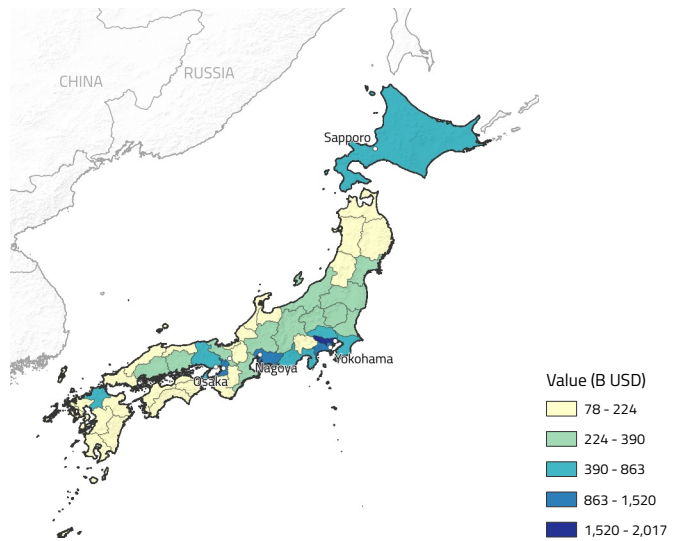 CHINA
RUSSIA
Sapporo
Yokohama
Nagoya
Osaka
Value (B USD)
78 - 224
224 - 390
390 - 863
863 - 1,520
1,520 - 2,017